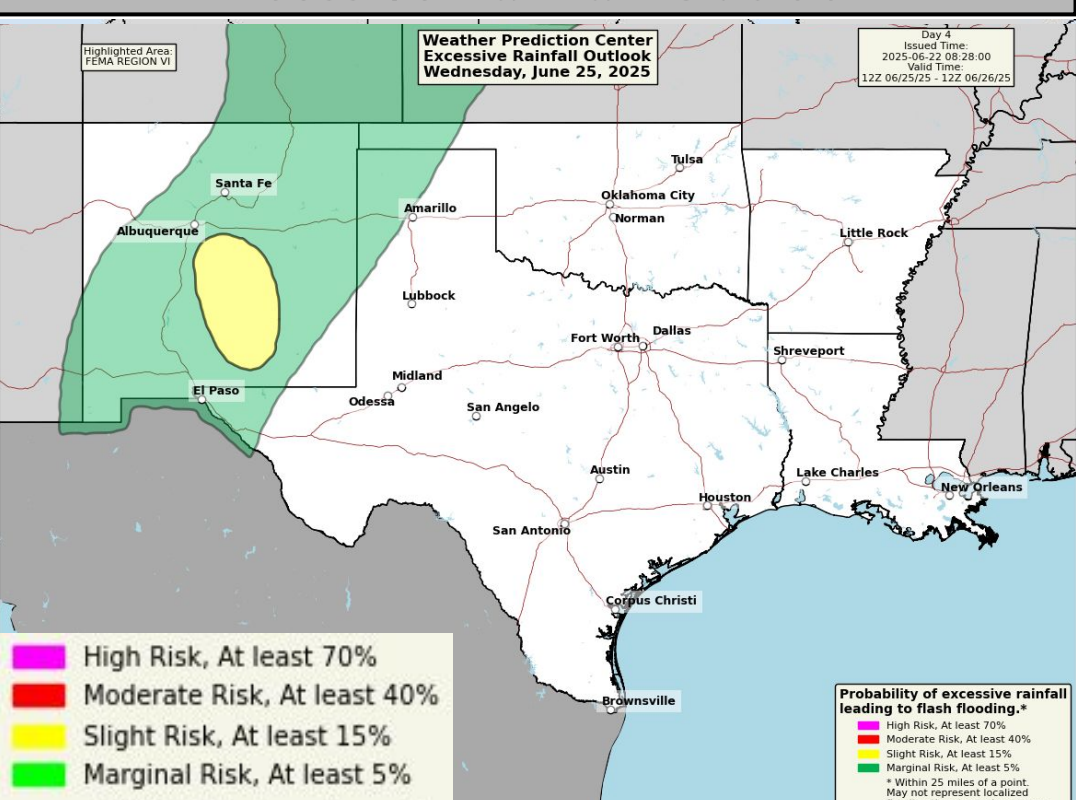 Highlighted Area:
FEMA REGION VI
Weather Prediction Center
Excessive Rainfall Outlook
Wednesday, June 25, 2025
Day 4
Issued Time:
2025-06-22 08:28:00
Valid Time:
12Z 06/25/25 - 12Z 06/26/25
Tulsa
Santa Fe
Oklahoma City
Amarillo
Norman
Albuquerque
Little Rock
Lubbock
Dallas
Fort Worth
Shreveport
Midland
El Paso
Odessa
San Angelo
Austin
Lake Charles
New Orleans
Houston
San Antonio
Corpus Christi
Brownsville
High Risk, At least 70%
Moderate Risk, At least 40%
Slight Risk, At least 15%
Marginal Risk, At least 5%
Probability of excessive rainfall
leading to flash flooding.*
High Risk, At least 70%
Moderate Risk, At least 40%
Slight Risk, At least 15%
Marginal Risk, At least 5%
* Within 25 miles of a point.
May not represent localized